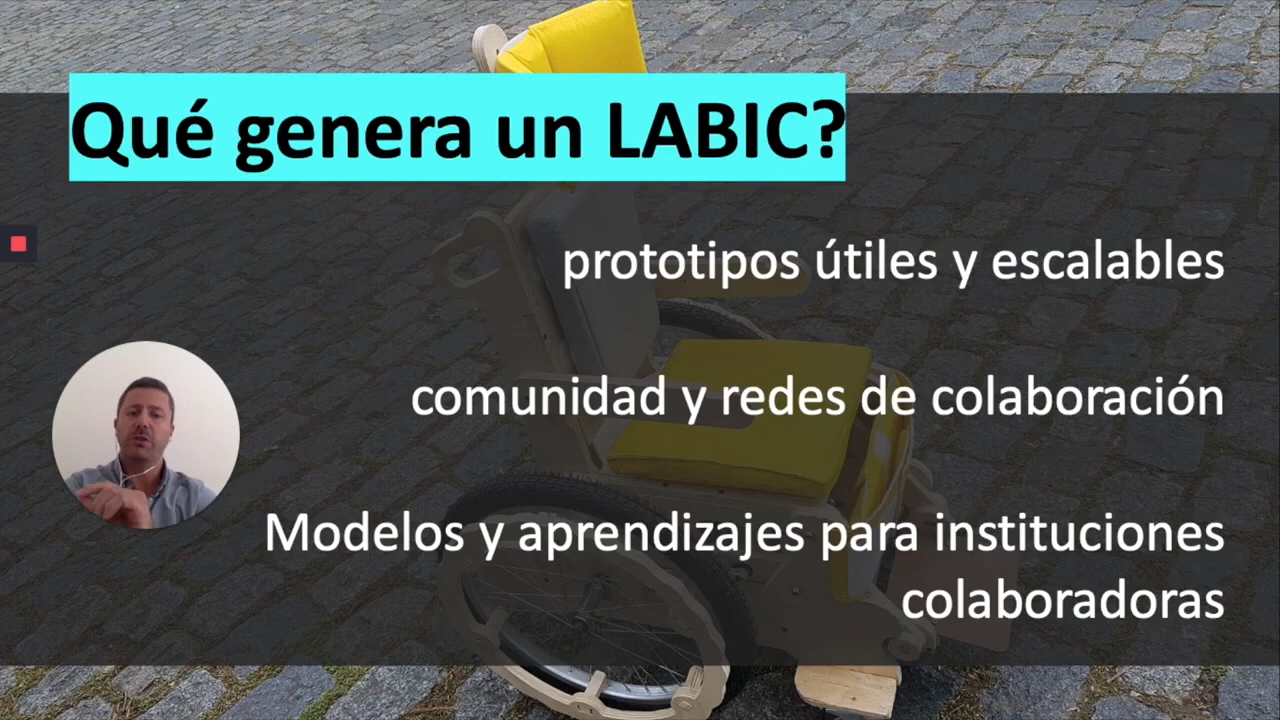 Qué genera un LABIC?
prototipos útiles y escalables
comunidad y redes de colaboración
Modelos y aprendizajes para instituciones
colaboradoras